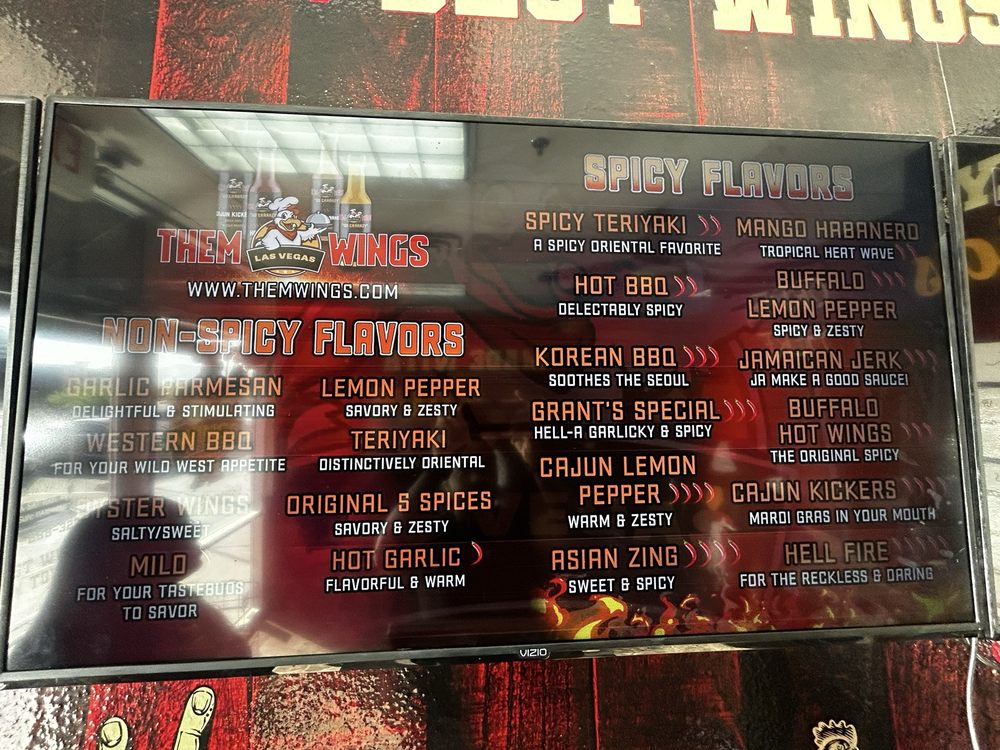 BEST WINGS
THEM WINGS
LAS VEGAS
WWW.THEMWINGS.COM
NON-SPICY FLAVORS
GARLIC PARMESAN
DELIGHTFUL & STIMULATING
WESTERN BBQ
FOR YOUR WILD WEST APPETITE
WINGS
SALTY/SWEET
MILD
FOR YOUR TASTEBUDS
TO SAVOR
LEMON PEPPER
SAVORY & ZESTY
TERIYAKI
DISTINCTIVELY ORIENTAL
ORIGINAL 5 SPICES
SAVORY & ZESTY
HOT GARLIC
FLAVORFUL & WARM
SPICY FLAVORS
SPICY TERIYAKI
A SPICY ORIENTAL FAVORITE
HOT BBQ
DELECTABLY SPICY
KOREAN BBQ
SOOTHES THE SEOUL
GRANT'S SPECIAL
HELL-A GARLICKY & SPICY
CAJUN LEMON
PEPPER
WARM & ZESTY
ASIAN ZING
SWEET & SPICY
MANGO HABANERO
TROPICAL HEAT WAVE
BUFFALO
LEMON PEPPER
SPICY & ZESTY
JAMAICAN JERK
JA MAKE A GOOD SAUCE!
BUFFALO
HOT WINGS
THE ORIGINAL SPICY
CAJUN KICKERS
MARDI GRAS IN YOUR MOUTH
HELL FIRE
FOR THE RECKLESS & DARING
VIZIO